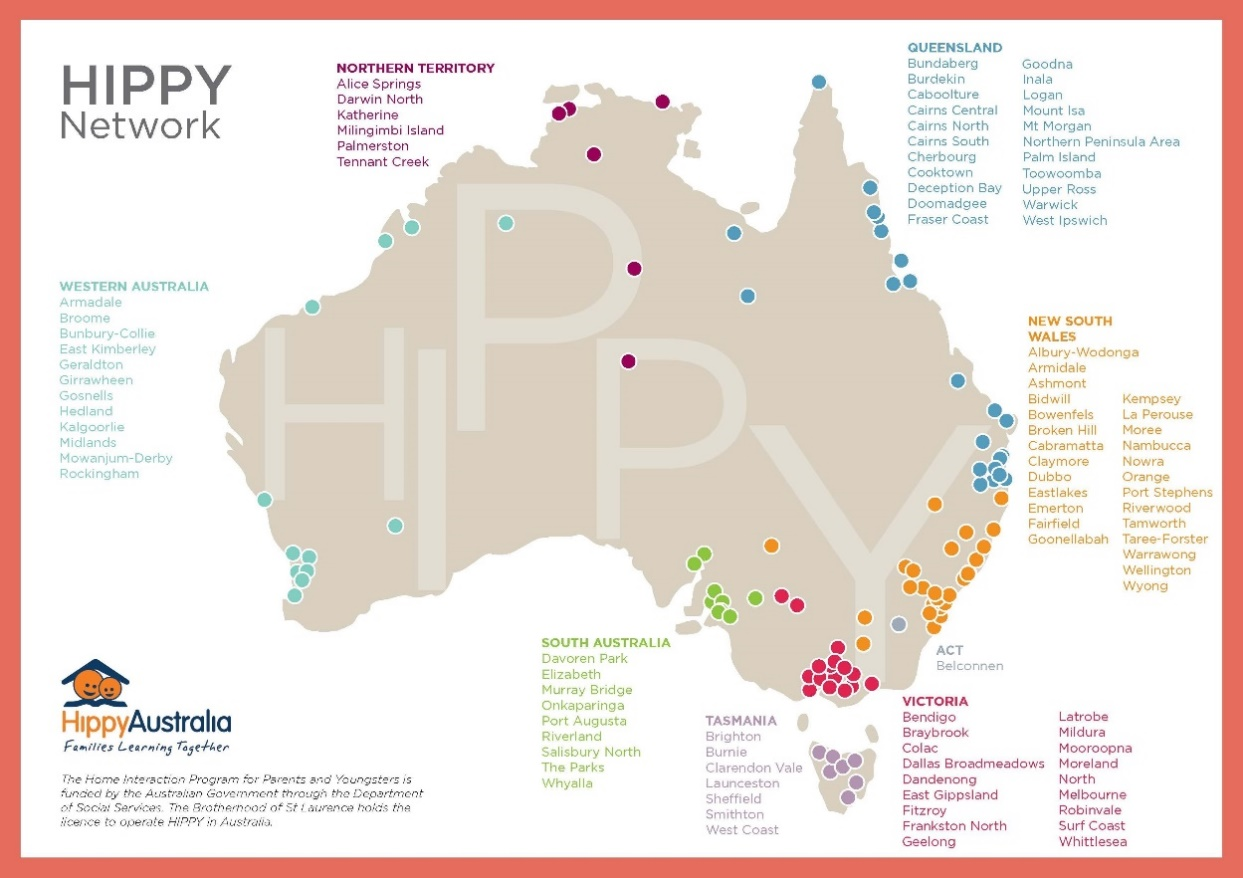 HIPPY
Network
NORTHERN TERRITORY
Alice Springs
Darwin North
Katherine
Milingimbi Island
Palmerston
Tennant Creek
QUEENSLAND
Bundaberg
Burdekin
Caboolture
Cairns Central
Cairns North
Cairns South
Cherbourg
Cooktown
Deception Bay
Doomadgee
Fraser Coast
Goodna
Inala
Logan
Mount Isa
Mt Morgan
Northern Peninsula Area
Palm Island
Toowoomba
Upper Ross
Warwick
West Ipswich
HIPPY
WESTERN AUSTRALIA
Armadale
Broome
Bunbury-Collie
East Kimberley
Geraldton
Girrawheen
Gosnells
Hedland
Kalgoorlie
Midlands
Mowanjum-Derby
Rockingham
NEW SOUTH
WALES
Albury-Wodonga
Armidale
Ashmont
Bidwill
Bowenfels
Broken Hill
Cabramatta
Claymore
Dubbo
Eastlakes
Emerton
Fairfield
Goonellabah
Kempsey
La Perouse
Moree
Nambucca
Nowra
Orange
Port Stephens
Riverwood
Tamworth
Taree-Forster
Warrawong
Wellington
Wyong
SOUTH AUSTRALIA
Davoren Park
Elizabeth
Murray Bridge
Onkaparinga
Port Augusta
Riverland
Salisbury North
The Parks
Whyalla
ACT
Belconnen
TASMANIA
Brighton
Burnie
Clarendon Vale
Launceston
Sheffield
Smithton
West Coast
VICTORIA
Bendigo
Braybrook
Colac
Dallas Broadmeadows
Dandenong
East Gippsland
Fitzroy
Frankston North
Geelong
Latrobe
Mildura
Mooroopna
Moreland
North
Melbourne
Robinvale
Surf Coast
Whittlesea
HippyAustralia
Families Learning Together
The Home Interaction Program for Parents and Youngsters is
funded by the Australian Government through the Department
of Social Services. The Brotherhood of St Laurence holds the
licence to operate HIPPY in Australia.